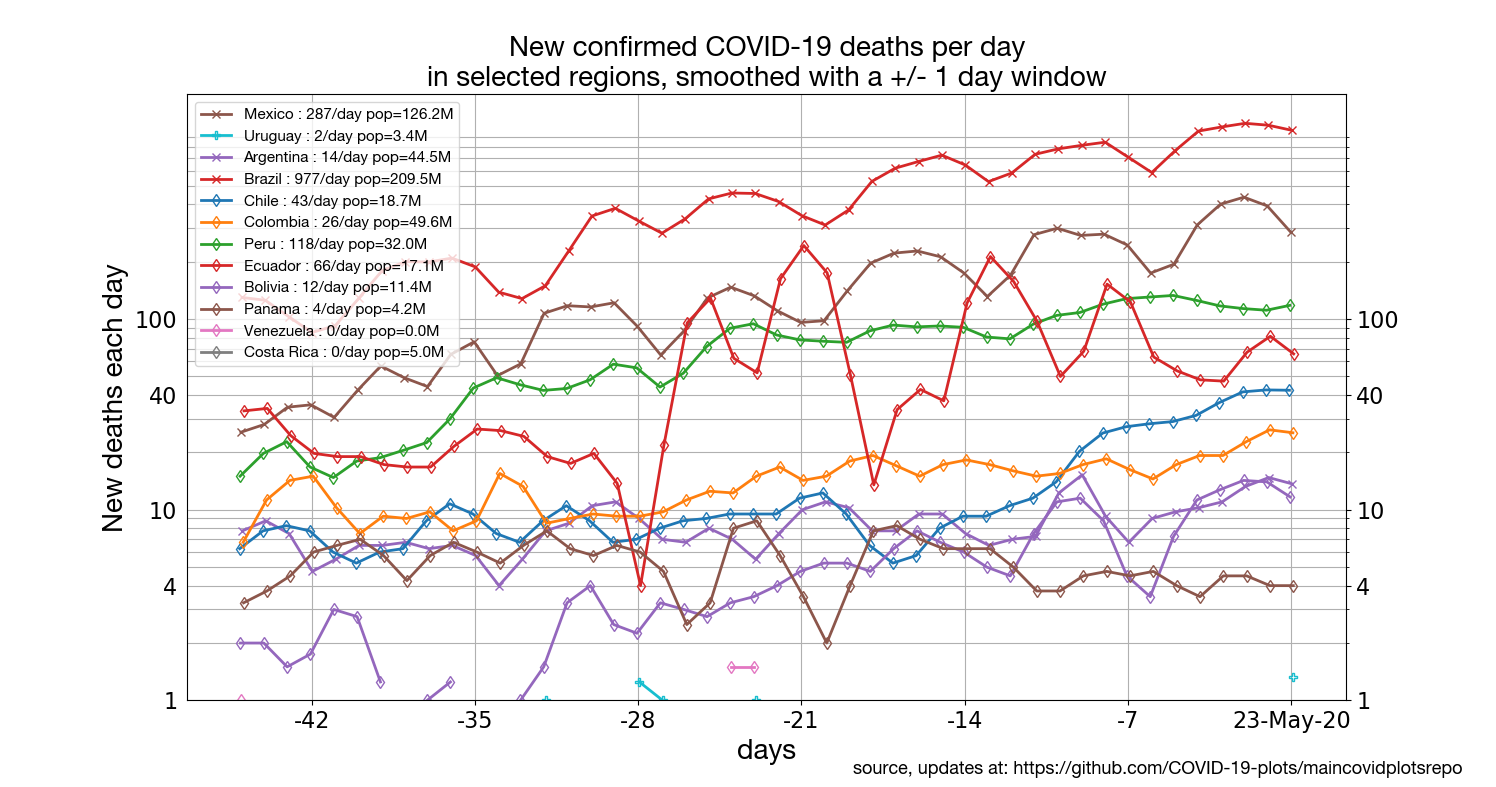 New confirmed COVID-19 deaths per day
in selected regions, smoothed with a +/- 1 day window
Mexico : 287/day pop=126.2M
Uruguay : 2/day pop=3.4M
Argentina : 14/day pop=44.5M
Brazil : 977/day pop=209.5M
Chile : 43/day pop=18.7M
Colombia : 26/day pop=49.6M
Peru : 118/day pop=32.0M
Ecuador : 66/day pop=17.1M
Bolivia : 12/day pop=11.4M
Panama : 4/day pop=4.2M
Venezuela : 0/day pop=0.0M
Costa Rica : 0/day pop=5.0M
New deaths each day
100
40
10
4
1
100
40
10
4
1
-42
-35
-28
-21
-14
-7
23-May-20
days
source, updates at: https://github.com/COVID-19-plots/maincovidplotsrepo